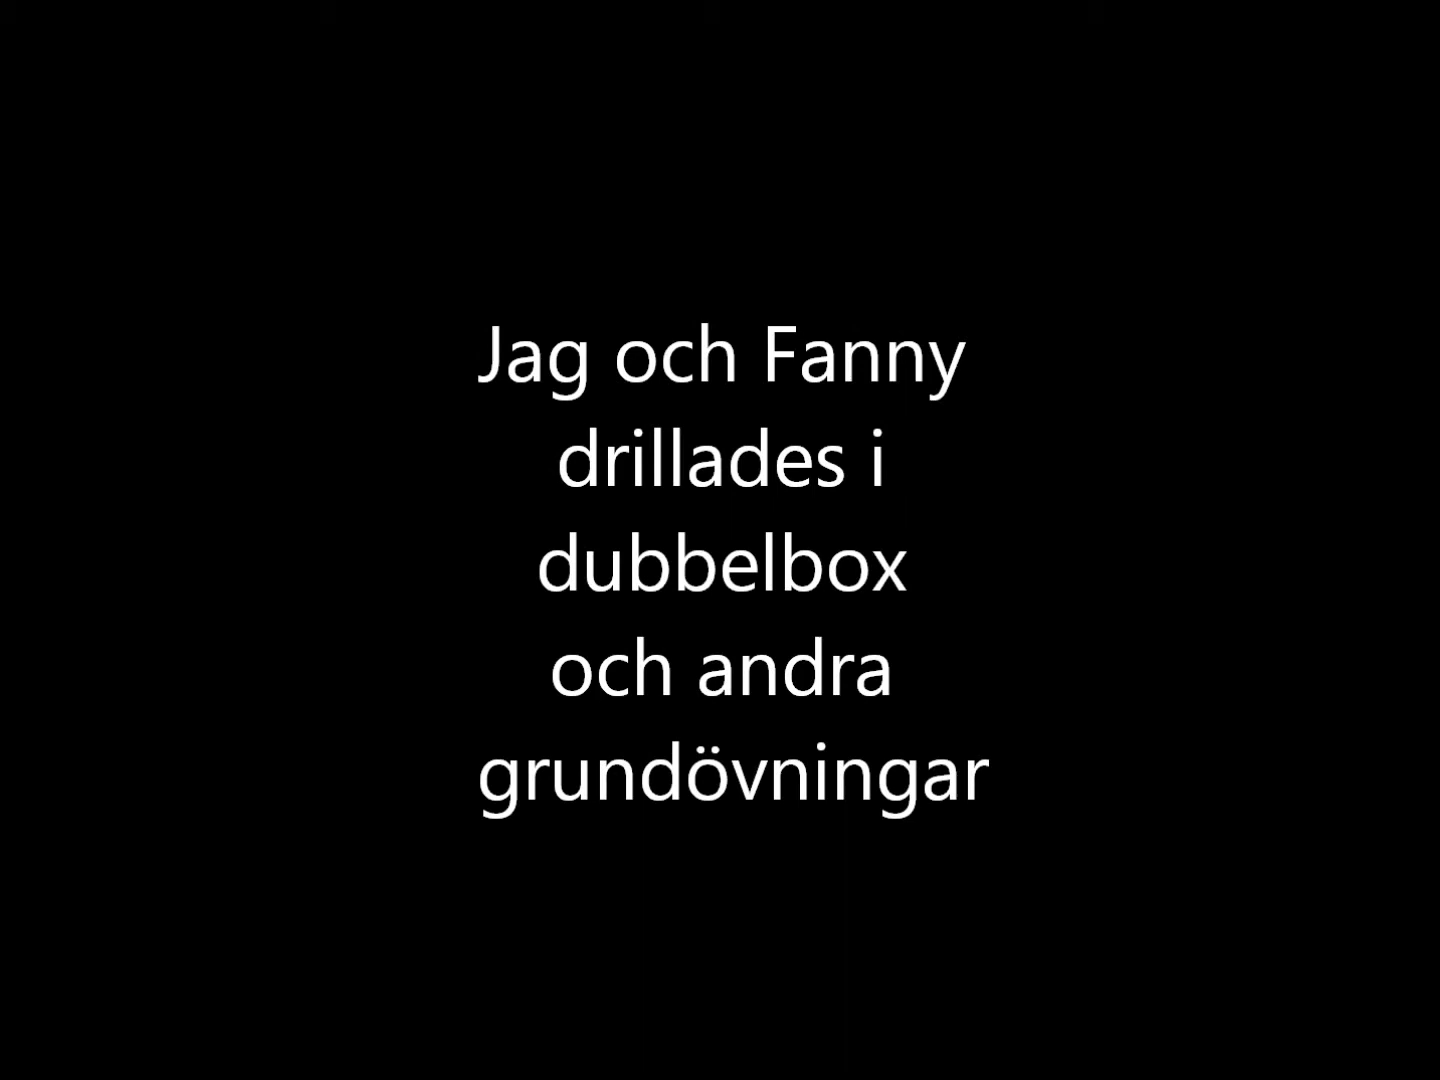 Jag och Fanny
drillades i
dubbelbox
och andra
grundövningar